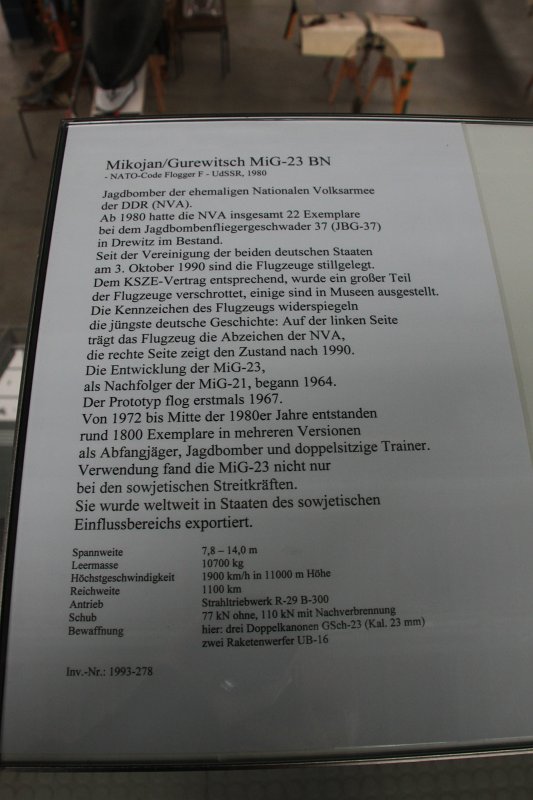 Mikojan/Gurewitsch MiG-23 BN
- NATO-Code Flogger F - UdSSR, 1980
Jagdbomber der ehemaligen Nationalen Volksarmee
der DDR (NVA).
Ab 1980 hatte die NVA insgesamt 22 Exemplare
bei dem Jagdbombenfliegergeschwader 37 (JBG-37)
in Drewitz im Bestand.
Seit der Vereinigung der beiden deutschen Staaten
am 3. Oktober 1990 sind die Flugzeuge stillgelegt.
Dem KSZE-Vertrag entsprechend, wurde ein großer Teil
der Flugzeuge verschrottet, einige sind in Museen ausgestellt.
Die Kennzeichen des Flugzeugs widerspiegeln
die jüngste deutsche Geschichte: Auf der linken Seite
trägt das Flugzeug die Abzeichen der NVA,
die rechte Seite zeigt den Zustand nach 1990.
Die Entwicklung der MiG-23,
als Nachfolger der MiG-21, begann 1964.
Der Prototyp flog erstmals 1967.
Von 1972 bis Mitte der 1980er Jahre entstanden
rund 1800 Exemplare in mehreren Versionen
als Abfangjäger, Jagdbomber und doppelsitzige Trainer.
Verwendung fand die MiG-23 nicht nur
bei den sowjetischen Streitkräften.
Sie wurde weltweit in Staaten des sowjetischen
Einflussbereichs exportiert.
Spannweite 7,8 – 14,0 m
Leermasse 10700 kg
Höchstgeschwindigkeit 1900 km/h in 11000 m Höhe
Reichweite 1100 km
Antrieb Strahltriebwerk R-29 B-300
Schub 77 kN ohne, 110 kN mit Nachverbrennung
Bewaffnung hier: drei Doppelkanonen GSch-23 (Kal. 23 mm)
zwei Raketenwerfer UB-16
Inv.-Nr.: 1993-278